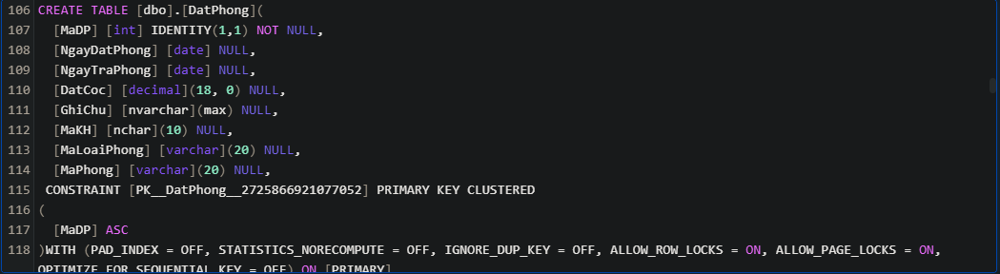 106 CREATE TABLE [dbo].[DatPhong](
107   [MaDP] [int] IDENTITY(1,1) NOT NULL,
108   [NgayDatPhong] [date] NULL,
109   [NgayTraPhong] [date] NULL,
110   [DatCoc] [decimal](18, 0) NULL,
111   [GhiChu] [nvarchar](max) NULL,
112   [MaKH] [nchar](10) NULL,
113   [MaLoaiPhong] [varchar](20) NULL,
114   [MaPhong] [varchar](20) NULL,
115  CONSTRAINT [PK__DatPhong__2725866921077052] PRIMARY KEY CLUSTERED
116 (
117   [MaDP] ASC
118 )WITH (PAD_INDEX = OFF, STATISTICS_NORECOMPUTE = OFF, IGNORE_DUP_KEY = OFF, ALLOW_ROW_LOCKS = ON, ALLOW_PAGE_LOCKS = ON,
OPTIMIZE_FOR_SEQUENTIAL_KEY = OFF) ON [PRIMARY]